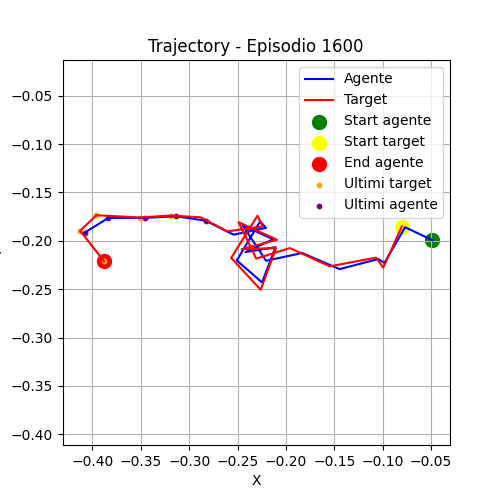 Trajectory - Episodio 1600
Agente
Target
Start agente
Start target
End agente
Ultimi target
Ultimi agente
−0.05
−0.10
−0.15
−0.20
−0.25
−0.30
−0.35
−0.40
−0.40 −0.35 −0.30 −0.25 −0.20 −0.15 −0.10 −0.05
X